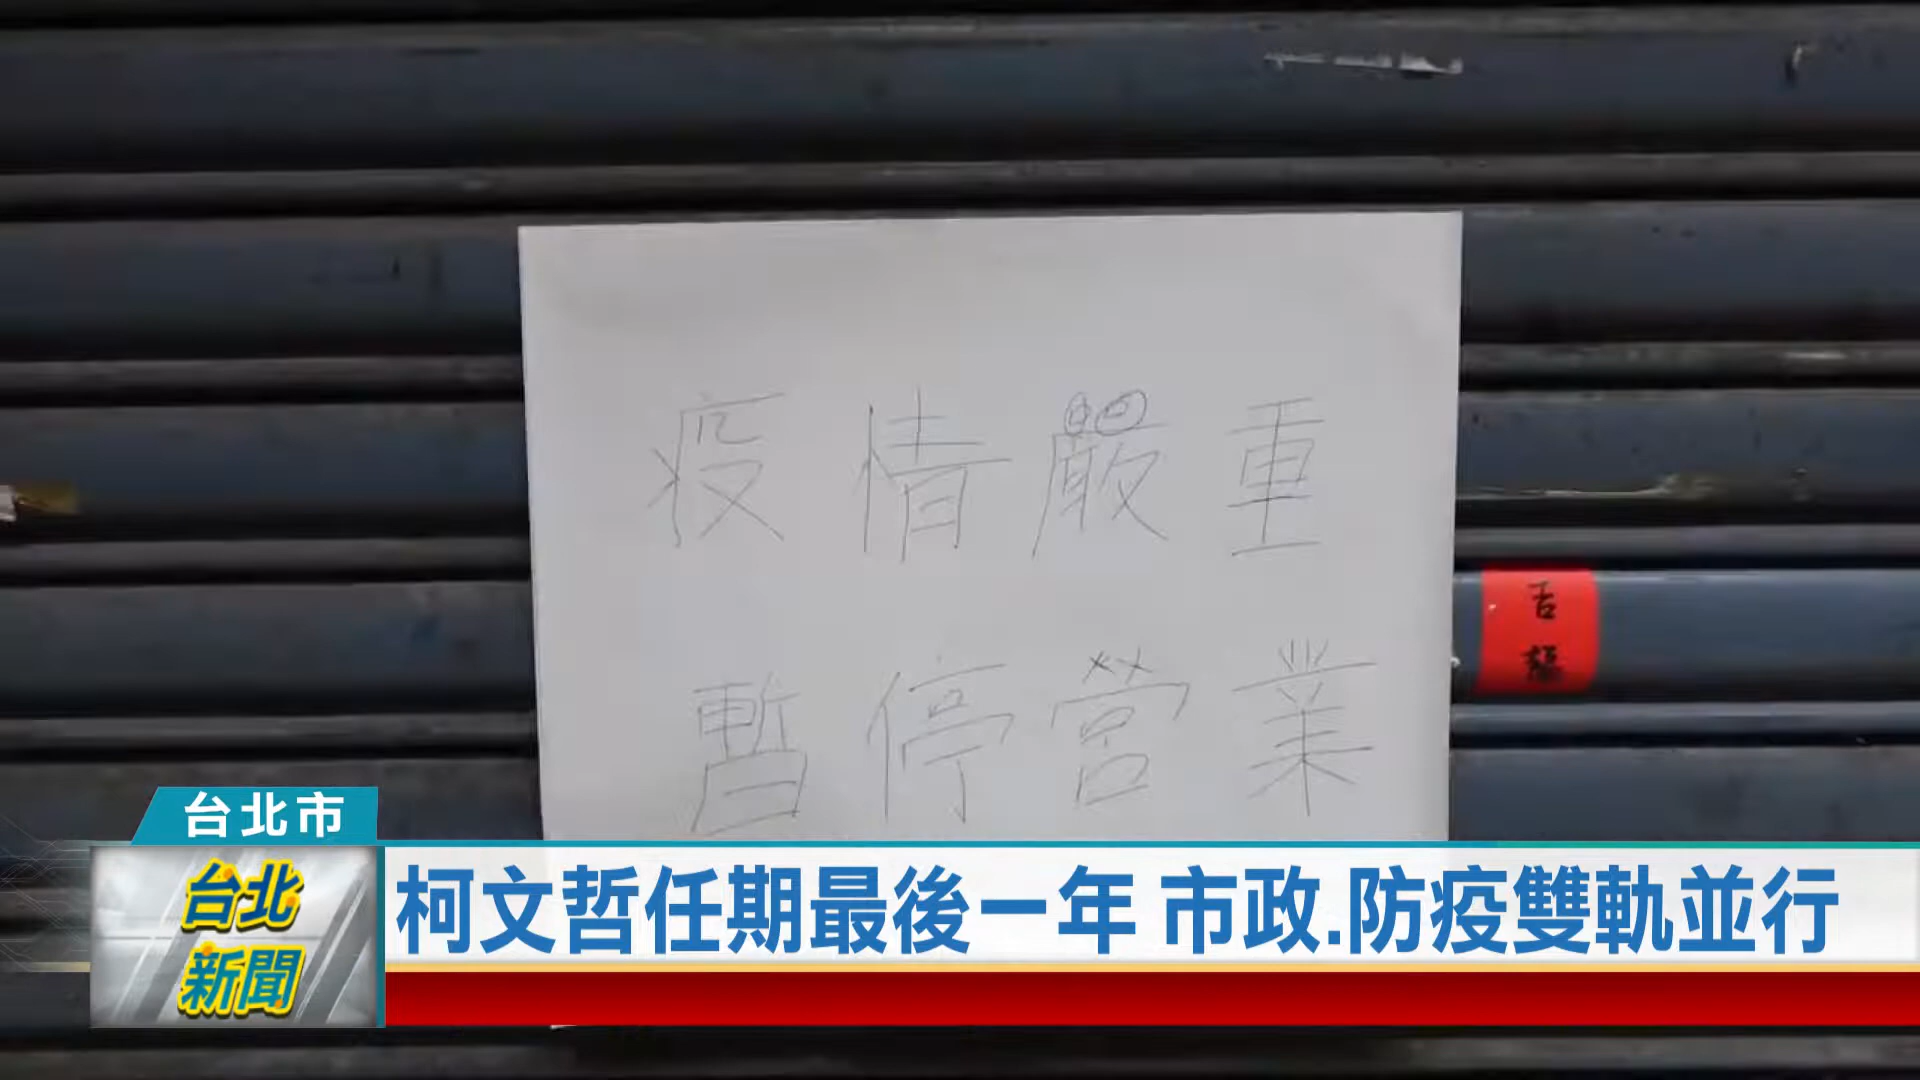 疫情嚴重
暫停營業
台北市
台北
新聞
柯文哲任期最後一年 市政.防疫雙軌並行